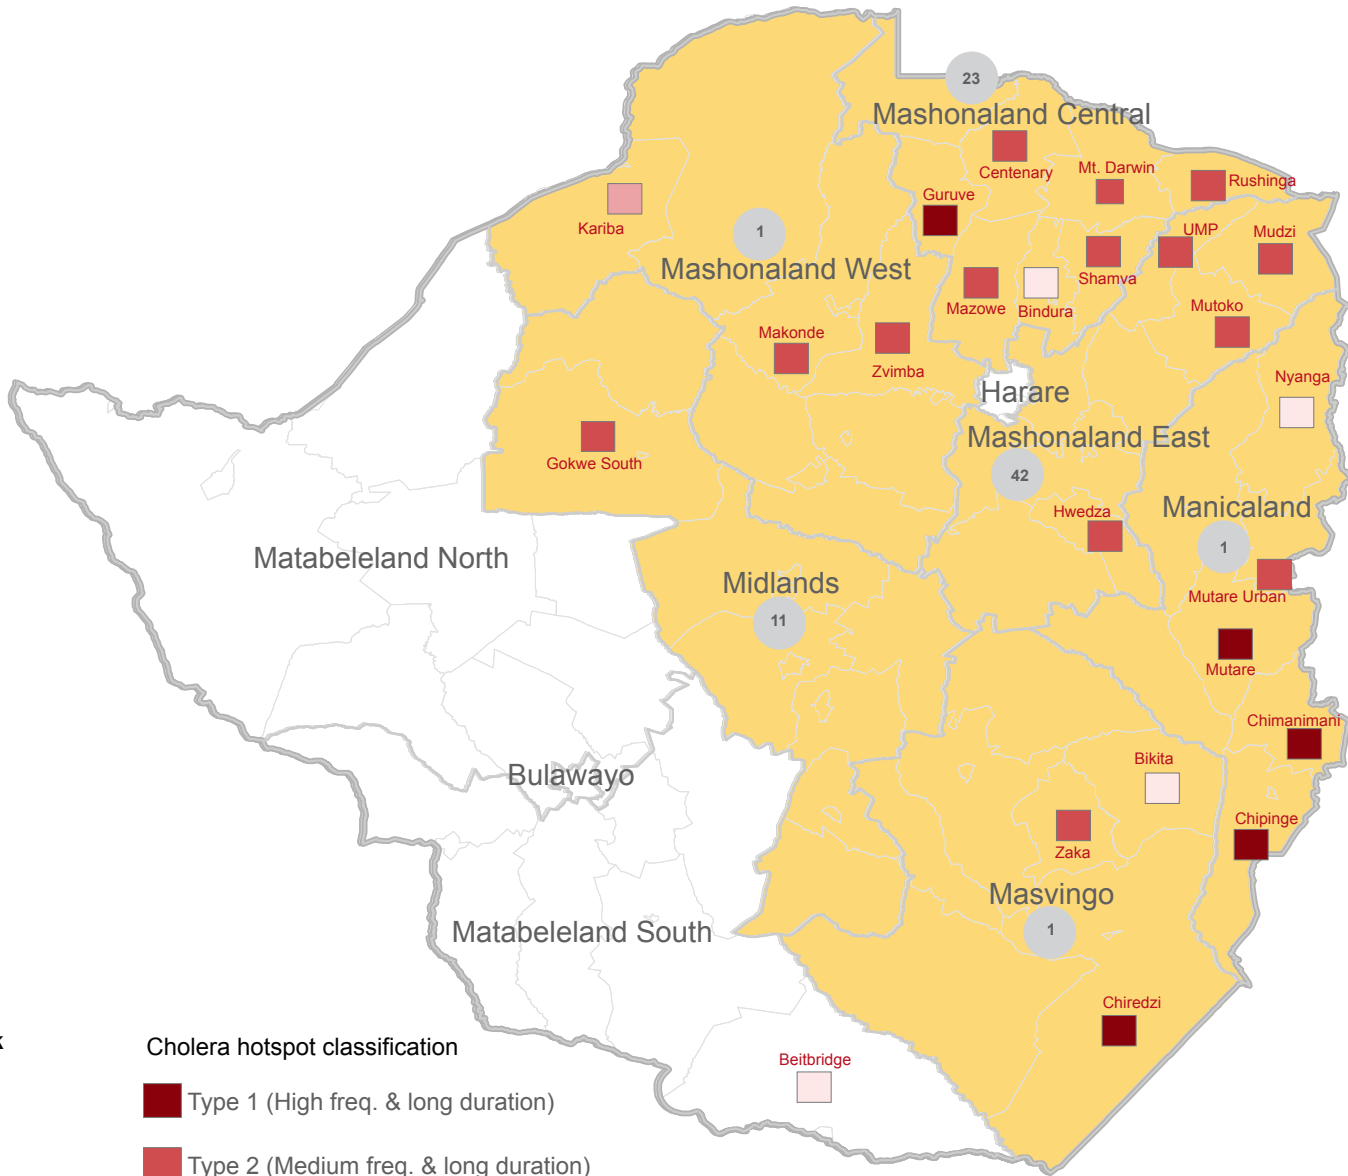 23
Mashonaland Central
Centenary
Mt. Darwin
Rushinga
Guruve
Kariba
1
Mashonaland West
UMP
Mudzi
Shamva
Mazowe
Bindura
Mutoko
Makonde
Zvimba
Nyanga
Harare
Mashonaland East
42
Gokwe South
Hwedza
Manicaland
1
Matabeleland North
Midlands
11
Mutare Urban
Mutare
Chimanimani
Bikita
Bulawayo
Chipinge
Zaka
Masvingo
1
Matabeleland South
Chiredzi
Beitbridge
Cholera hotspot classification
Type 1 (High freq. & long duration)
Type 2 (Medium freq. & long duration)